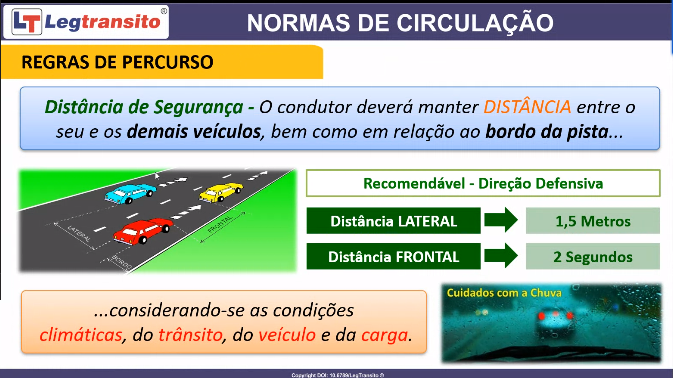 LT Legtransito®
NORMAS DE CIRCULAÇÃO
REGRAS DE PERCURSO
Distância de Segurança - O condutor deverá manter DISTÂNCIA entre o
seu e os demais veículos, bem como em relação ao bordo da pista...
LATERAL
BORDO
FRONTAL
Recomendável - Direção Defensiva
Distância LATERAL
1,5 Metros
Distância FRONTAL
2 Segundos
...considerando-se as condições
climáticas, do trânsito, do veículo e da carga.
Cuidados com a Chuva
Copyright DOI: 10.6789/LegTransito ®